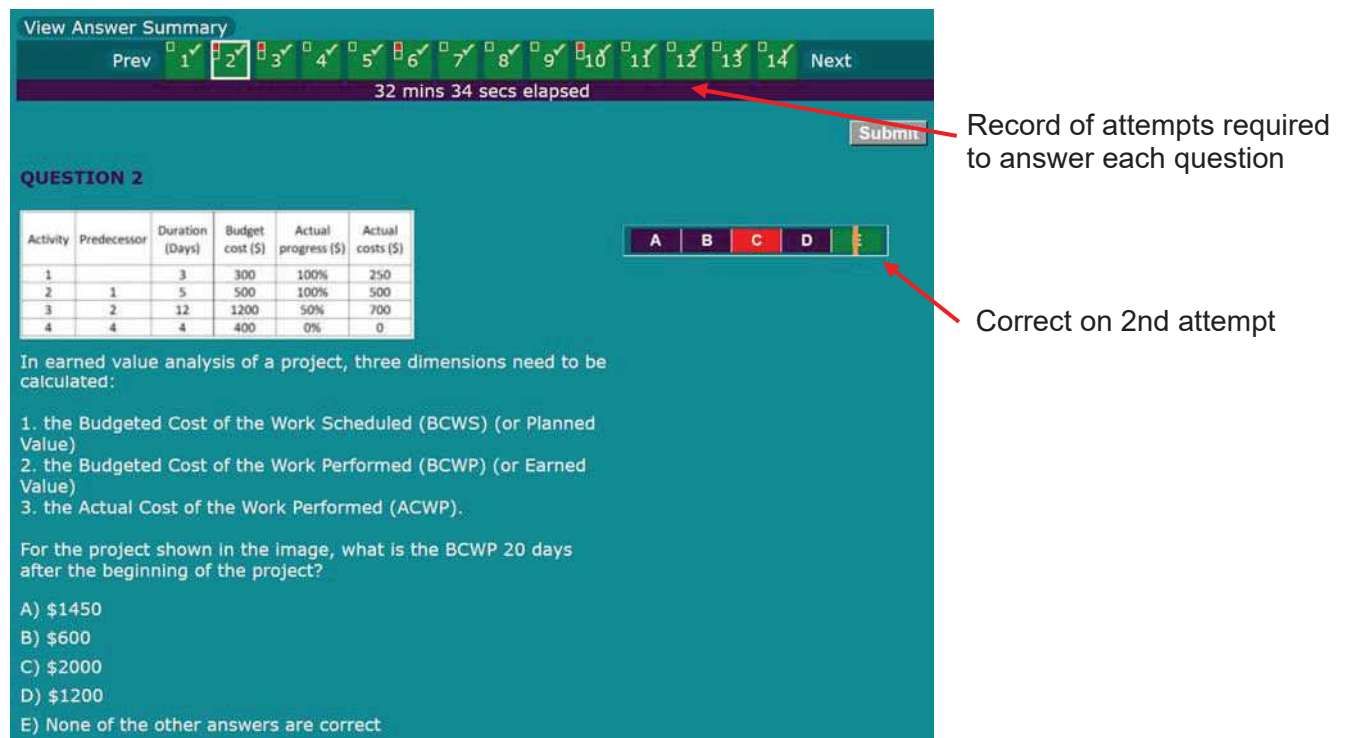 View Answer Summary
Prev 1 2 3 4 5 6 7 8 9 10 11 12 13 14 Next
32 mins 34 secs elapsed
Submit
Record of attempts required
to answer each question
QUESTION 2
Activity Predecessor Duration (Days) Budget cost ($) Actual progress ($) Actual costs ($)
1 3 300 100% 250
2 1 5 500 100% 500
3 2 12 1200 50% 700
4 4 4 400 0% 0
A B C D E
Correct on 2nd attempt
In earned value analysis of a project, three dimensions need to be
calculated:
1. the Budgeted Cost of the Work Scheduled (BCWS) (or Planned
Value)
2. the Budgeted Cost of the Work Performed (BCWP) (or Earned
Value)
3. the Actual Cost of the Work Performed (ACWP).
For the project shown in the image, what is the BCWP 20 days
after the beginning of the project?
A) $1450
B) $600
C) $2000
D) $1200
E) None of the other answers are correct